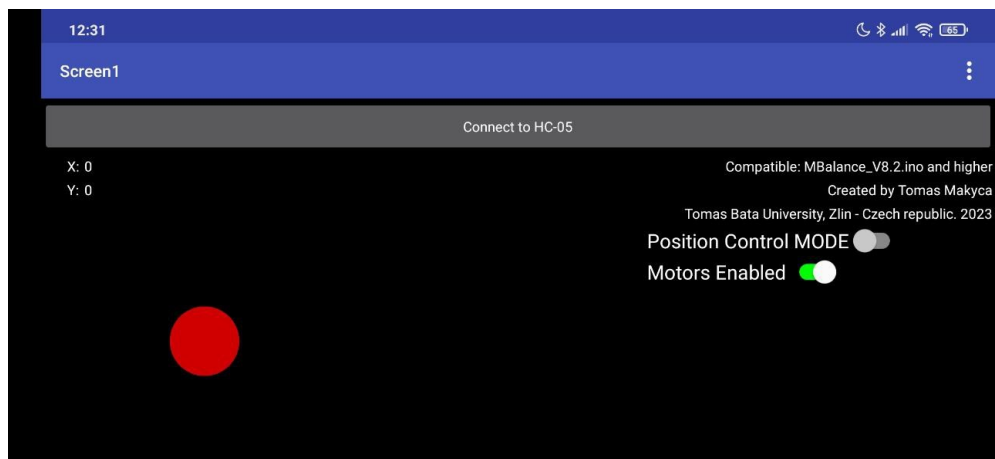 12:31
65
Screen1
Connect to HC-05
X: 0
Compatible: MBalance_V8.2.ino and higher
Y: 0
Created by Tomas Makyca
Tomas Bata University, Zlin - Czech republic. 2023
Position Control MODE
Motors Enabled